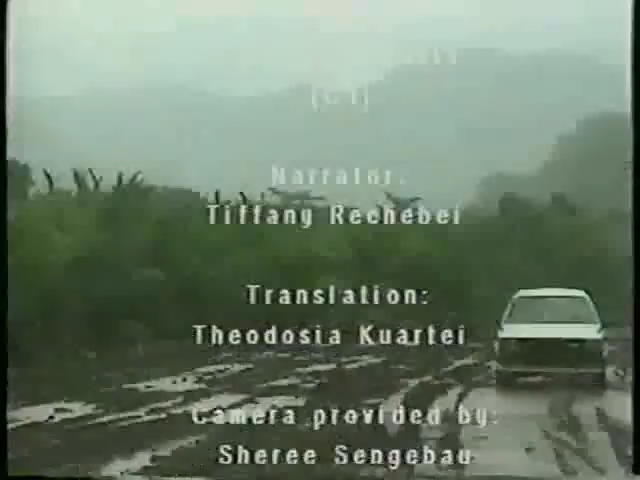 Narrator:
Tiffany Rechebei
Translation:
Theodosia Kuartei
Camera provided by:
Sheree Sengebau